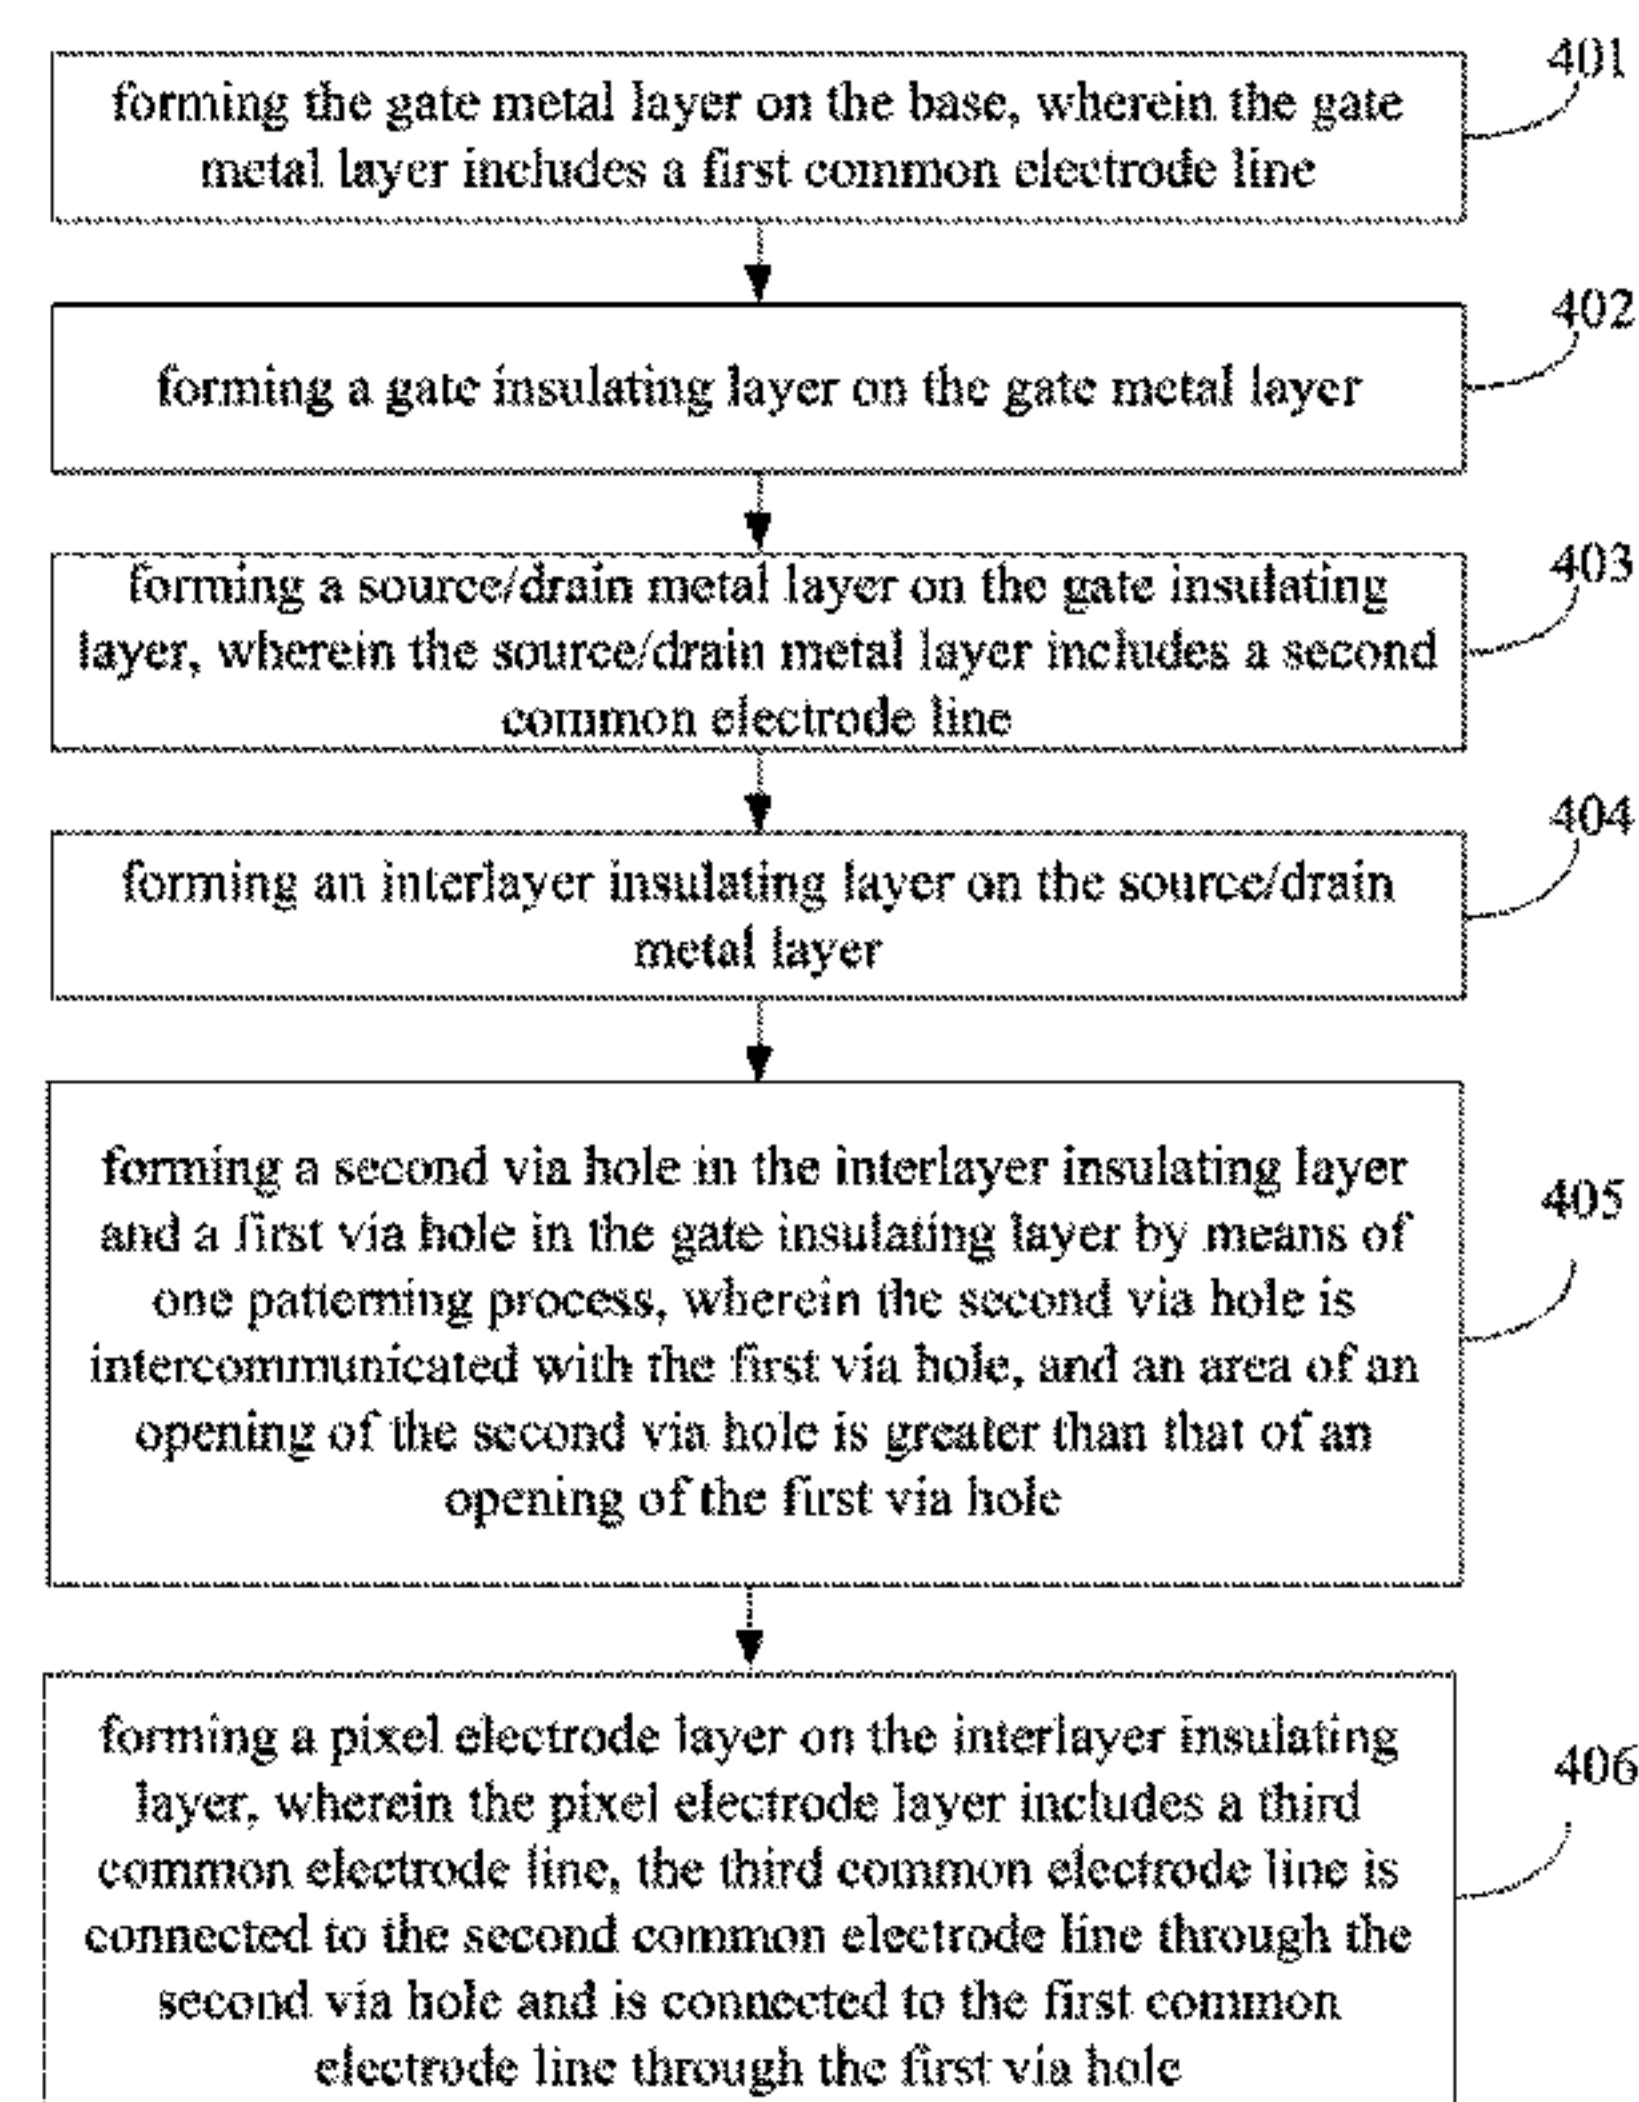 forming the gate metal layer on the base, wherein the gate
metal layer includes a first common electrode line
401
forming a gate insulating layer on the gate metal layer
402
forming a source/drain metal layer on the gate insulating
layer, wherein the source/drain metal layer includes a second
common electrode line
403
forming an interlayer insulating layer on the source/drain
metal layer
404
forming a second via hole in the interlayer insulating layer
and a first via hole in the gate insulating layer by means of
one patterning process, wherein the second via hole is
intercommunicated with the first via hole, and an area of an
opening of the second via hole is greater than that of an
opening of the first via hole
405
forming a pixel electrode layer on the interlayer insulating
layer, wherein the pixel electrode layer includes a third
common electrode line, the third common electrode line is
connected to the second common electrode line through the
second via hole and is connected to the first common
electrode line through the first via hole
406